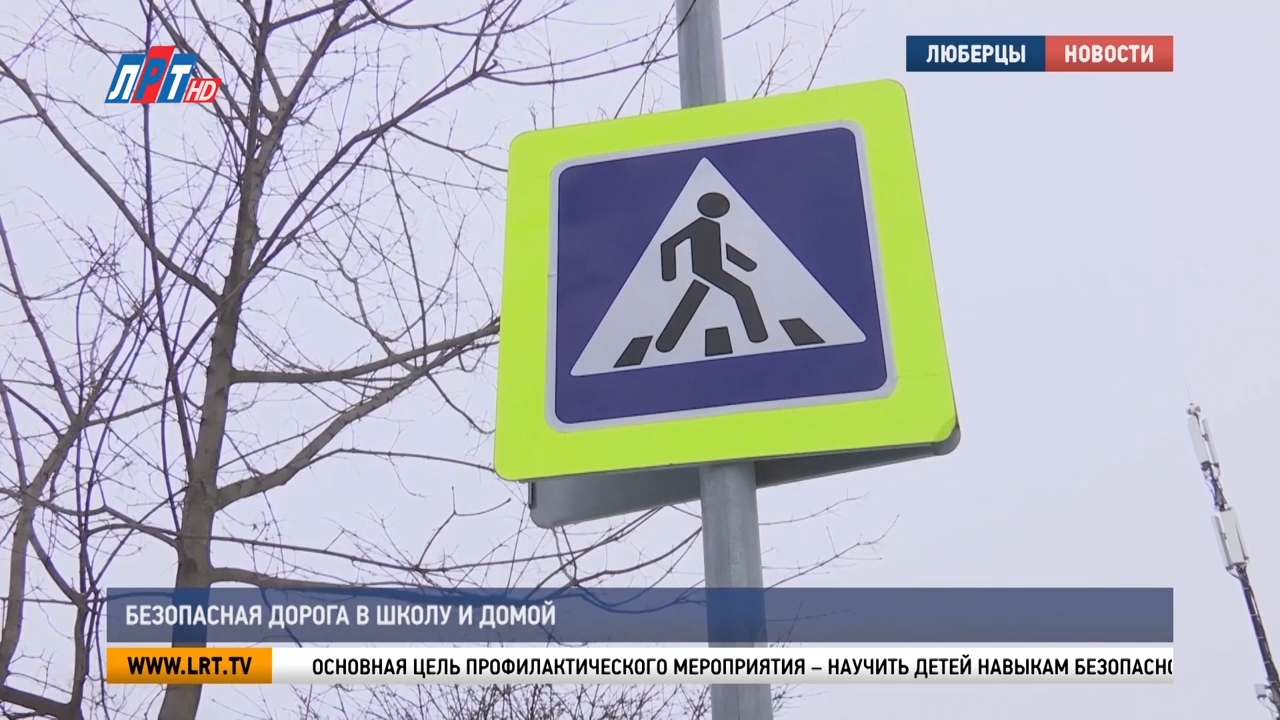 ЛРТ HD
ЛЮБЕРЦЫ НОВОСТИ
БЕЗОПАСНАЯ ДОРОГА В ШКОЛУ И ДОМОЙ
WWW.LRT.TV ОСНОВНАЯ ЦЕЛЬ ПРОФИЛАКТИЧЕСКОГО МЕРОПРИЯТИЯ – НАУЧИТЬ ДЕТЕЙ НАВЫКАМ